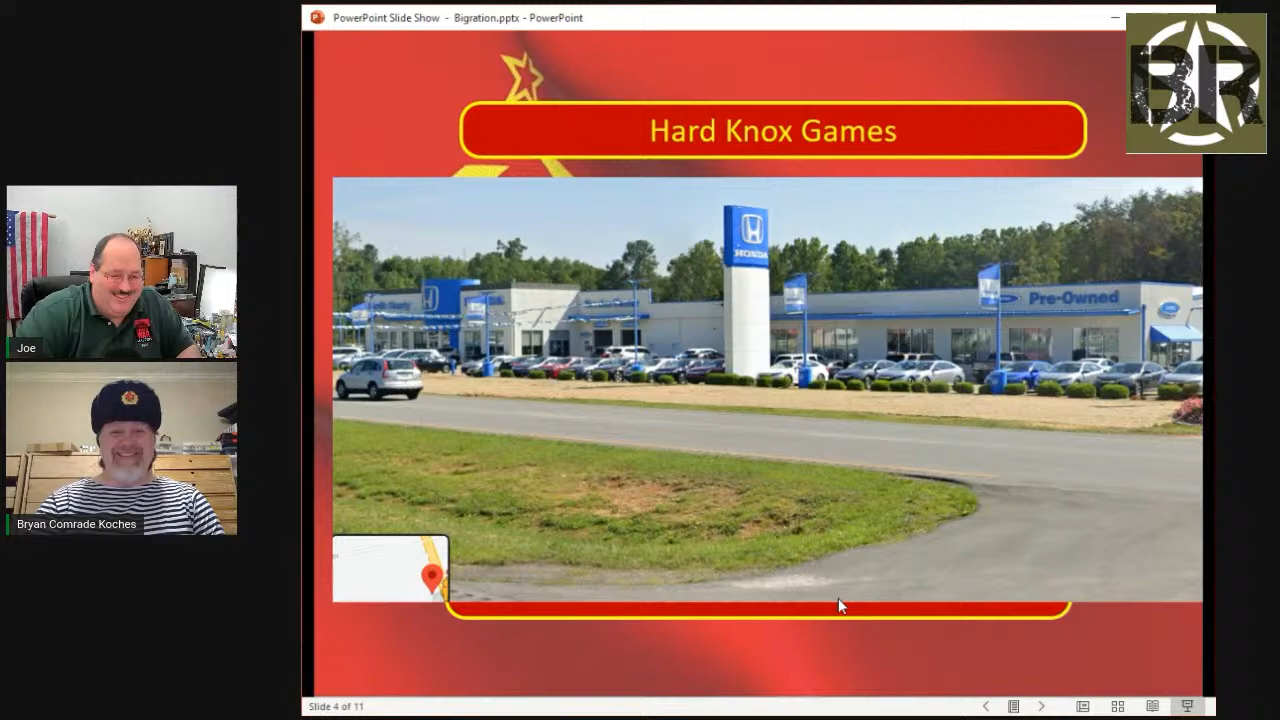 PowerPoint Slide Show - Bigration.pptx - PowerPoint
BR
Hard Knox Games
HONDA
Pre-Owned
Joe
Bryan Comrade Koches
Slide 4 of 11